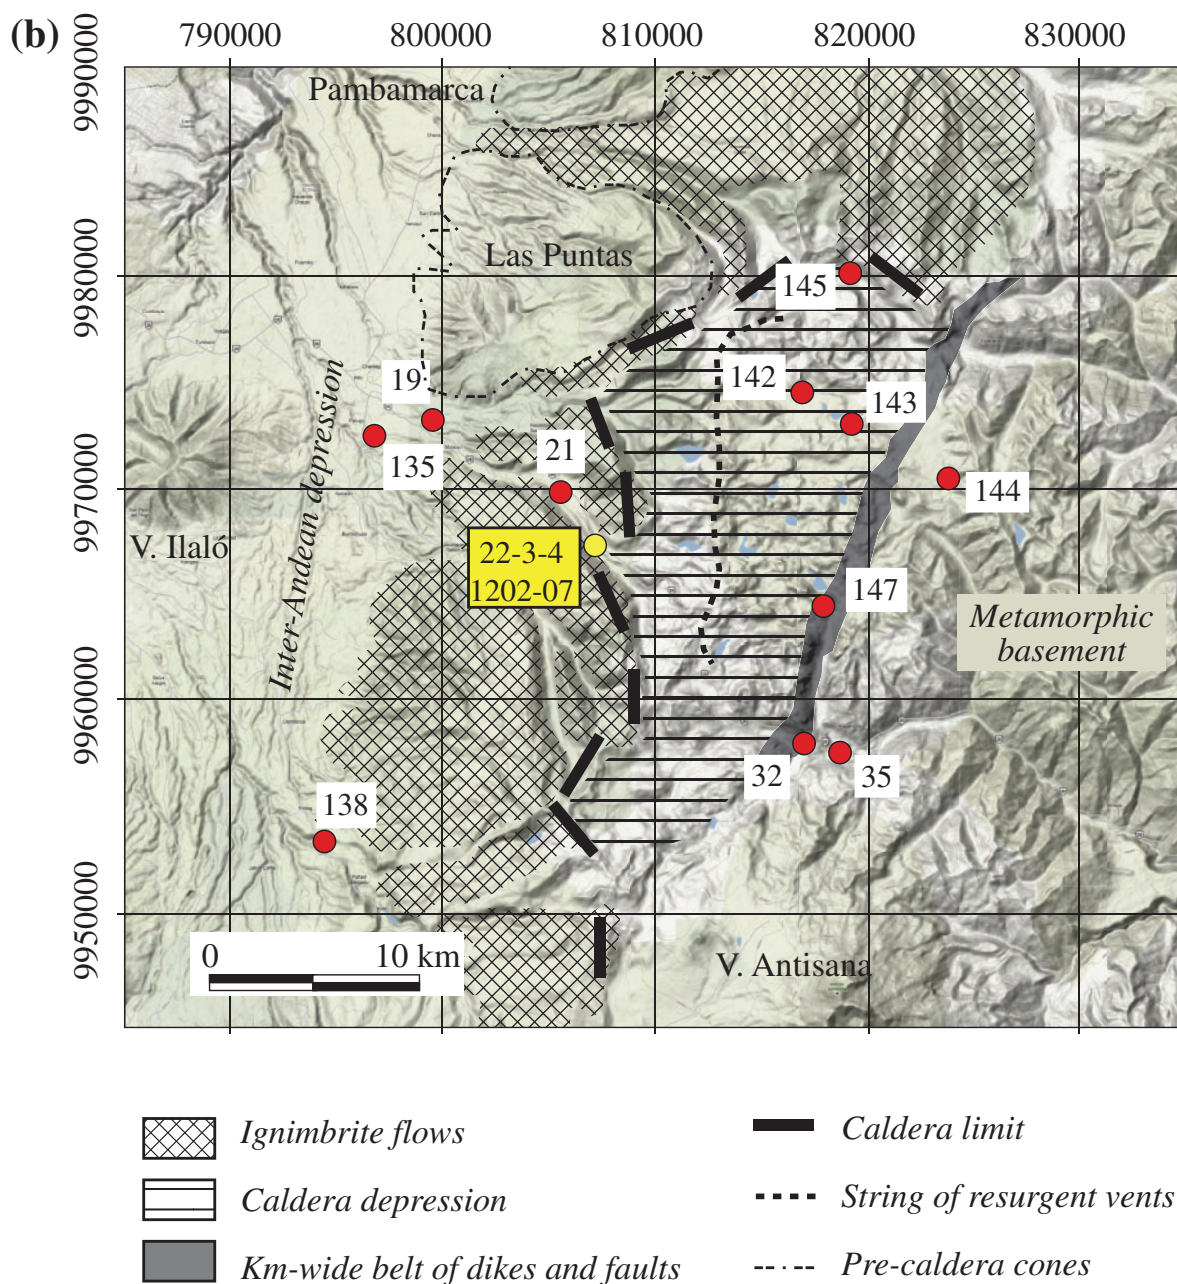 (b)
790000 800000 810000 820000 830000
9990000
9980000
9970000
9960000
9950000
Pambamarca
Las Puntas
145
142
143
19
135
21
144
22-3-4
1202-07
V. Ilaló
Inter-Andean depression
147
Metamorphic
basement
32
35
138
0 10 km
V. Antisana
Ignimbrite flows
Caldera depression
Km-wide belt of dikes and faults
Caldera limit
String of resurgent vents
Pre-caldera cones